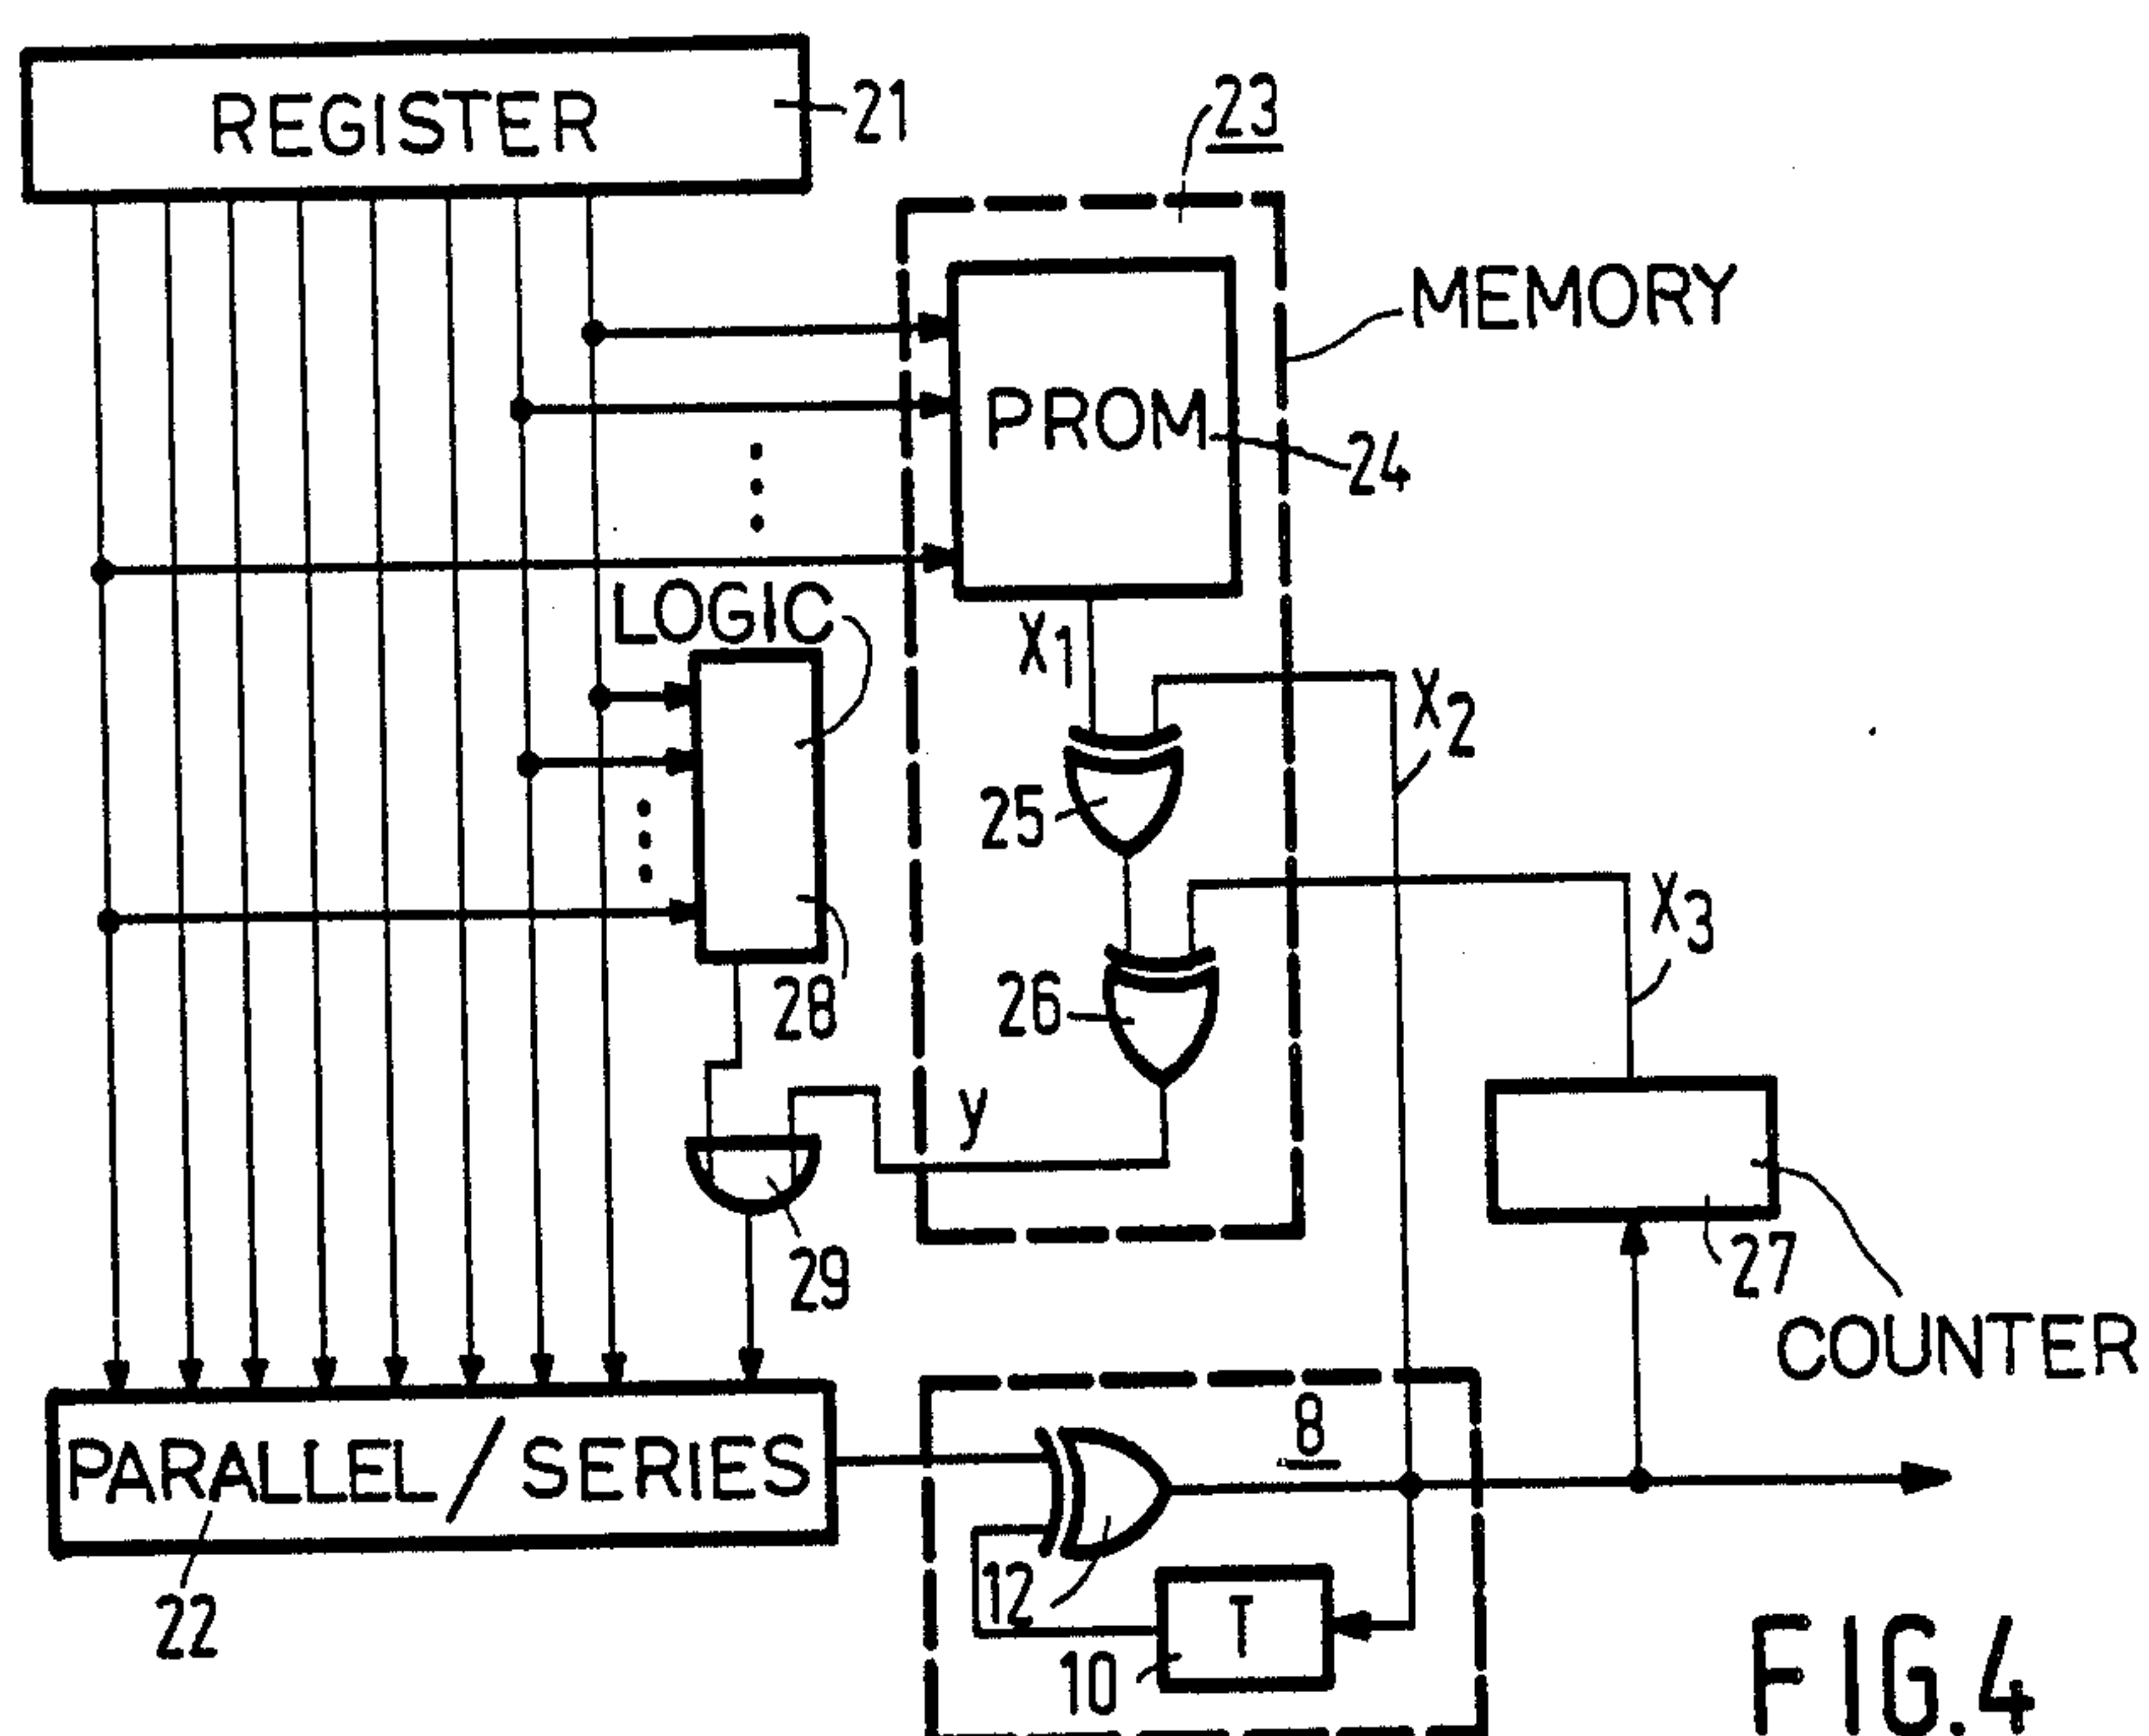 REGISTER
21
23
MEMORY
PROM
24
LOGIC
X1
X2
25
X3
26
28
y
29
27
COUNTER
8
PARALLEL/SERIES
12
T
22
10
FIG.4